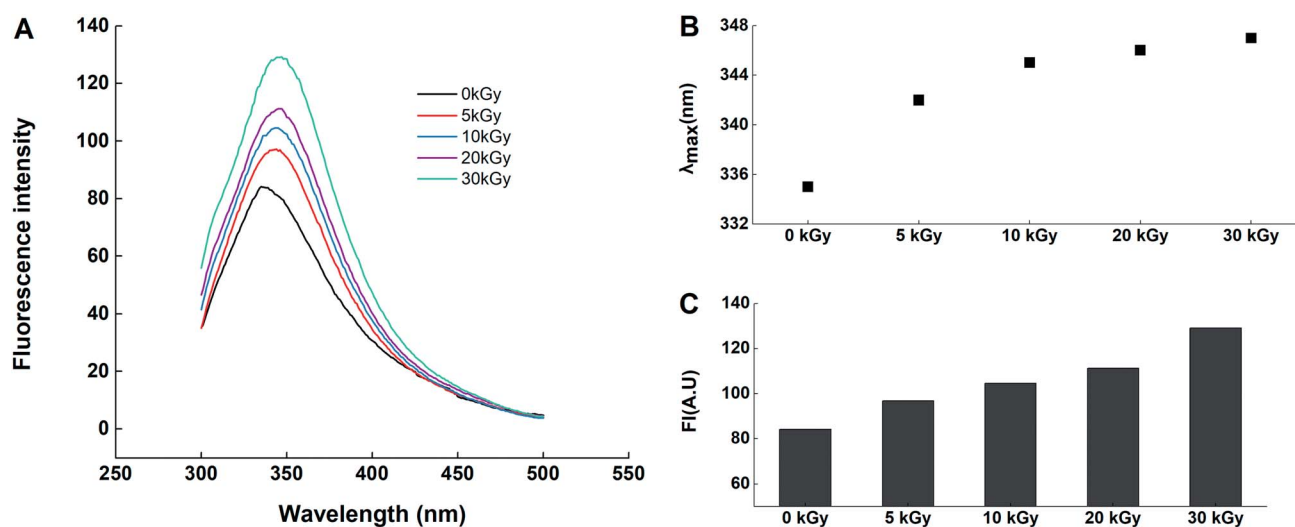 A
140
120
100
80
60
40
20
0
Fluorescence intensity
250 300 350 400 450 500 550
Wavelength (nm)
0kGy
5kGy
10kGy
20kGy
30kGy
B
348
344
340
336
332
λmax(nm)
0 kGy 5 kGy 10 kGy 20 kGy 30 kGy
C
140
120
100
80
60
FI(A.U)
0 kGy 5 kGy 10 kGy 20 kGy 30 kGy